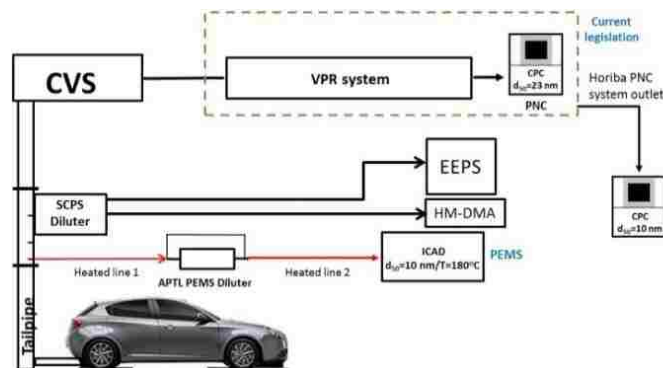 Current
legislation
CVS
VPR system
CPC
d50=23 nm
PNC
Horiba PNC
system outlet
CPC
d50=10 nm
EEPS
SCPS
Diluter
HM-DMA
ICAD
d50=10 nm/T=180°C
PEMS
Heated line 1
APTL PEMS Diluter
Heated line 2
Tailpipe